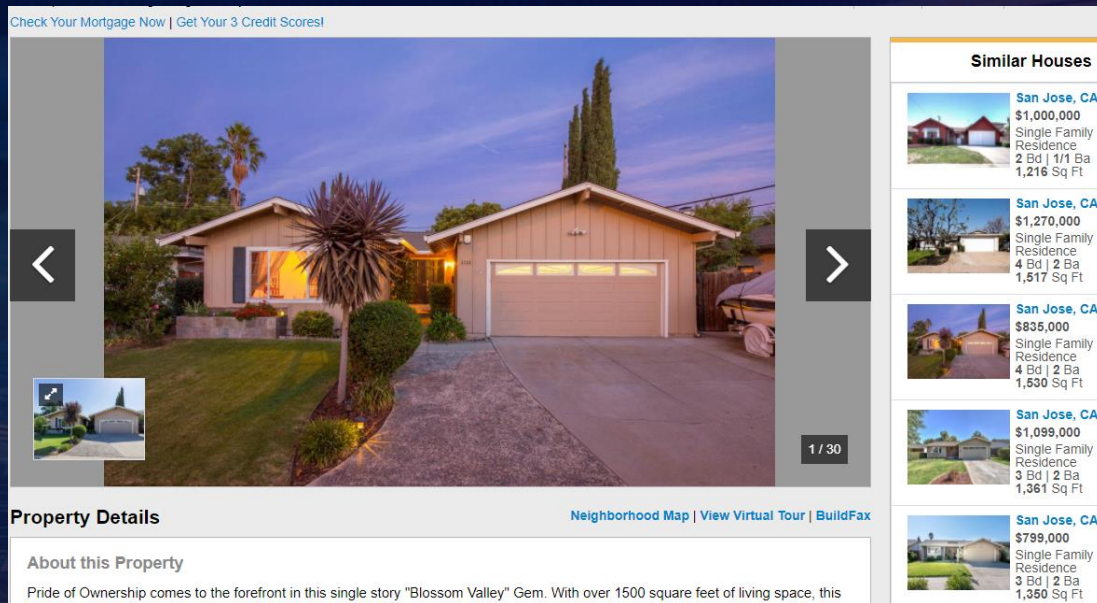 Check Your Mortgage Now | Get Your 3 Credit Scores!
1 / 30
Property Details
Neighborhood Map | View Virtual Tour | BuildFax
About this Property
Pride of Ownership comes to the forefront in this single story "Blossom Valley" Gem. With over 1500 square feet of living space, this
Similar Houses
San Jose, CA
$1,000,000
Single Family
Residence
2 Bd | 1/1 Ba
1,216 Sq Ft
San Jose, CA
$1,270,000
Single Family
Residence
4 Bd | 2 Ba
1,517 Sq Ft
San Jose, CA
$835,000
Single Family
Residence
4 Bd | 2 Ba
1,530 Sq Ft
San Jose, CA
$1,099,000
Single Family
Residence
3 Bd | 2 Ba
1,361 Sq Ft
San Jose, CA
$799,000
Single Family
Residence
3 Bd | 2 Ba
1,350 Sq Ft